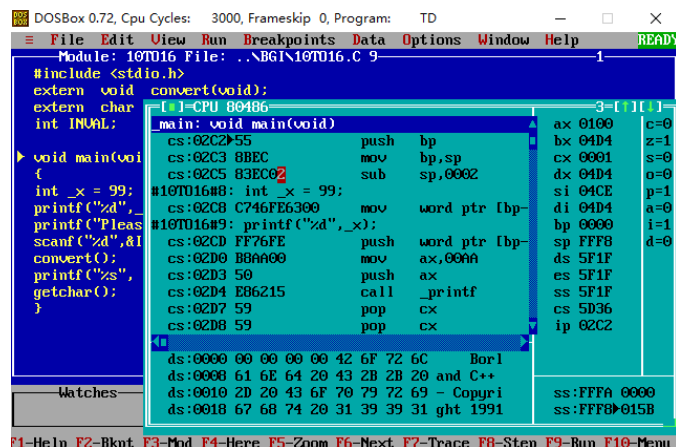 DOSBox 0.72, Cpu Cycles: 3000, Frameskip 0, Program: TD
≡ File Edit View Run Breakpoints Data Options Window Help READY
Module: 10TO16 File: ..\BGI\10TO16.C 9 1
#include <stdio.h>
extern void convert(void);
extern char
int INVAL;
void main(voi
{
int _x = 99;
printf("%d",_
printf("Pleas
scanf("%d",&I
convert();
printf("%s",
getchar();
}
[■]=CPU 80486 3=[↑][↓]
_main: void main(void)
cs:02C2▶55 push bp
cs:02C3 8BEC mov bp,sp
cs:02C5 83EC02 sub sp,0002
#10TO16#8: int _x = 99;
cs:02C8 C746FE6300 mov word ptr [bp-
#10TO16#9: printf("%d",_x);
cs:02CD FF76FE push word ptr [bp-
cs:02D0 B8AA00 mov ax,00AA
cs:02D3 50 push ax
cs:02D4 E86215 call _printf
cs:02D7 59 pop cx
cs:02D8 59 pop cx
ax 0100 c=0
bx 04D4 z=1
cx 0001 s=0
dx 04D4 o=0
si 04CE p=1
di 04D4 a=0
bp 0000 i=1
sp FFF8 d=0
ds 5F1F
es 5F1F
ss 5F1F
cs 5D36
ip 02C2
ds:0000 00 00 00 00 42 6F 72 6C Borl
ds:0008 61 6E 64 20 43 2B 2B 20 and C++
ds:0010 2D 20 43 6F 70 79 72 69 - Copyri
ds:0018 67 68 74 20 31 39 39 31 ght 1991
ss:FFFA 0000
ss:FFF8▶015B
Watches
F1-Help F2-Bkpt F3-Mod F4-Here F5-Zoom F6-Next F7-Trace F8-Step F9-Run F10-Menu